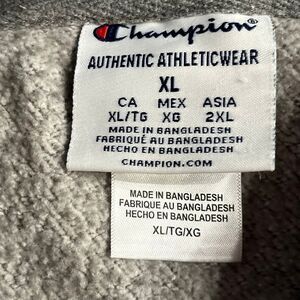 Champion®
AUTHENTIC ATHLETICWEAR
XL
CA MEX ASIA
XL/TG XG 2XL
MADE IN BANGLADESH
FABRIQUÉ AU BANGLADESH
HECHO EN BANGLADESH
CHAMPION.COM
MADE IN BANGLADESH
FABRIQUE AU BANGLADESH
HECHO EN BANGLADESH
XL/TG/XG